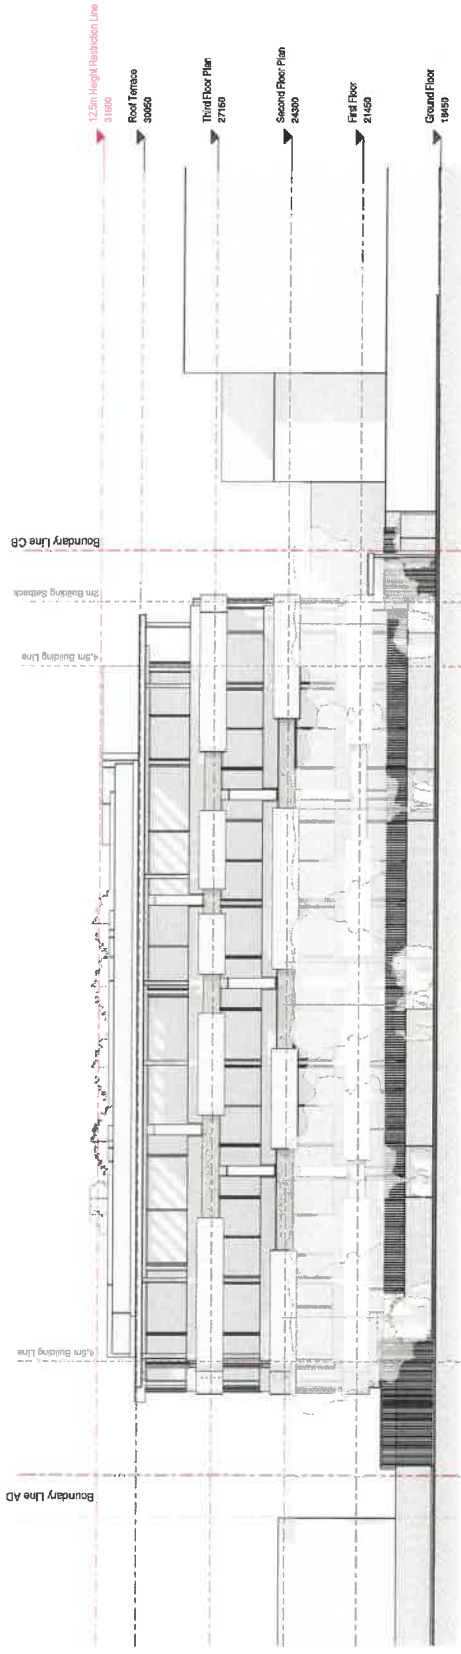 12.5m Height Restriction Line
31600
Roof Terrace
30050
Third Floor Plan
27150
Second Floor Plan
24300
First Floor
21450
Ground Floor
18450
Boundary Line CB
2m Building Setback
4,5m Building Line
4,5m Building Line
Boundary Line AD